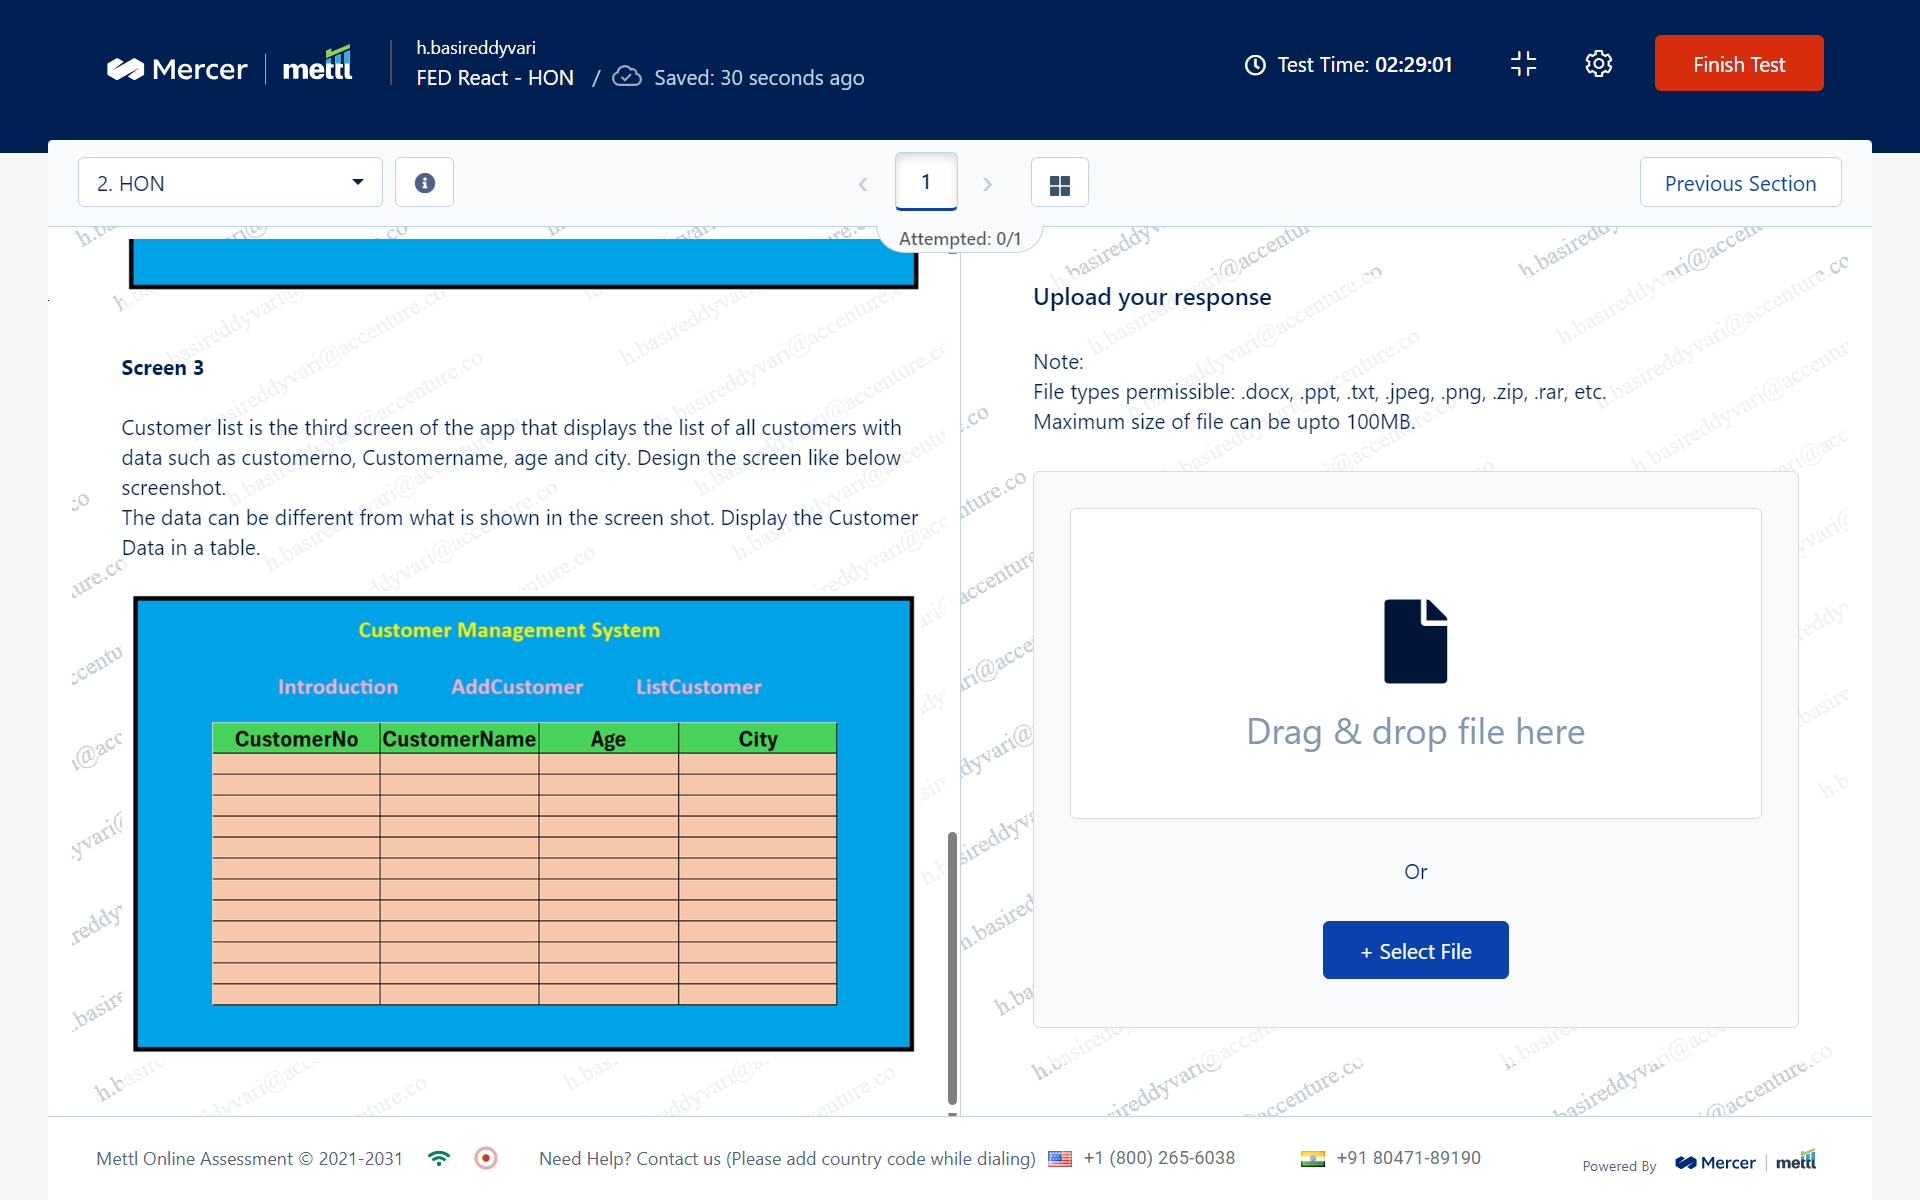 Mercer mettl
h.basireddyvari
FED React - HON / Saved: 30 seconds ago
Test Time: 02:29:01
Finish Test
2. HON
1
Attempted: 0/1
Previous Section
Screen 3
Customer list is the third screen of the app that displays the list of all customers with
data such as customerno, Customername, age and city. Design the screen like below
screenshot.
The data can be different from what is shown in the screen shot. Display the Customer
Data in a table.
Customer Management System
Introduction AddCustomer ListCustomer
CustomerNo CustomerName Age City
Upload your response
Note:
File types permissible: .docx, .ppt, .txt, .jpeg, .png, .zip, .rar, etc.
Maximum size of file can be upto 100MB.
Drag & drop file here
Or
+ Select File
h.basireddyvari@accenture.co
Mettl Online Assessment © 2021-2031
Need Help? Contact us (Please add country code while dialing) +1 (800) 265-6038 +91 80471-89190
Powered By Mercer mettl